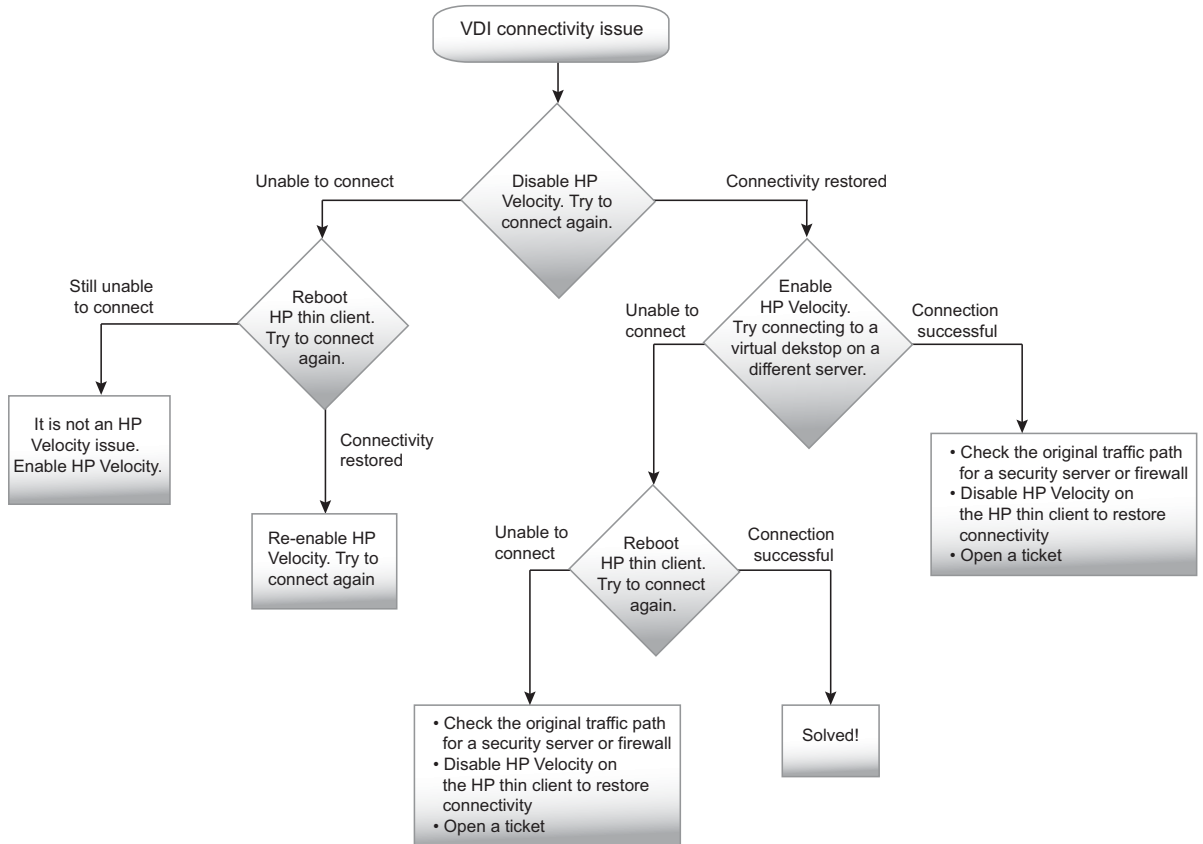 VDI connectivity issue
Unable to connect
Disable HP
Velocity. Try to
connect again.
Connectivity restored
Still unable
to connect
Reboot
HP thin client.
Try to connect
again.
Unable to
connect
Enable
HP Velocity.
Try connecting to a
virtual dekstop on a
different server.
Connection
successful
It is not an HP
Velocity issue.
Enable HP Velocity.
Connectivity
restored
• Check the original traffic path
for a security server or firewall
• Disable HP Velocity on
the HP thin client to restore
connectivity
• Open a ticket
Re-enable HP
Velocity. Try to
connect again
Unable to
connect
Reboot
HP thin client.
Try to connect
again.
Connection
successful
• Check the original traffic path
for a security server or firewall
• Disable HP Velocity on
the HP thin client to restore
connectivity
• Open a ticket
Solved!